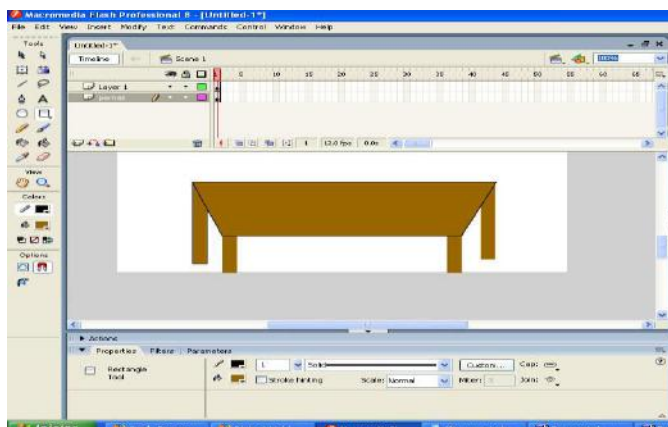 Macromedia Flash Professional 8 - [Untitled-1*]
File Edit View Insert Modify Text Commands Control Window Help
Tools
Untitled-1*
Timeline
Scene 1
5 10 15 20 25 30 35 40 45 50 55 60 65
Layer 1
1 12.0 fps 0.0s
View
Colors
Options
Actions
Properties Filters Parameters
Rectangle
Tool
1
Solid
Custom...
Cap:
Stroke hinting
Scale: Normal
Miter: 3
Join: